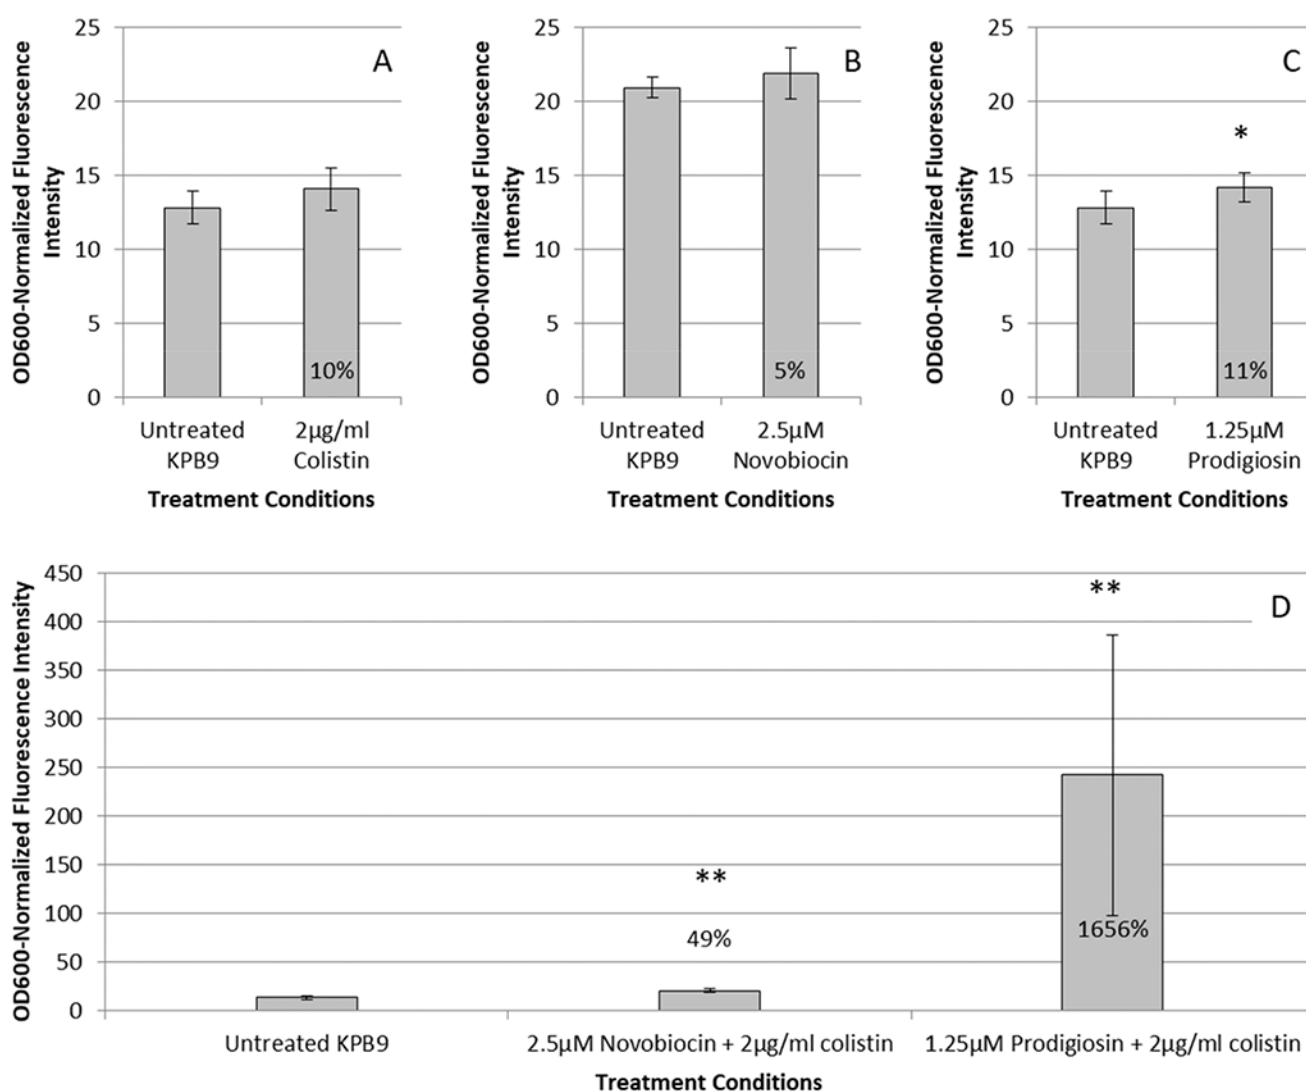 OD600-Normalized Fluorescence
Intensity
25
20
15
10
5
0
A
10%
Untreated
KPB9
2µg/ml
Colistin
Treatment Conditions
OD600-Normalized Fluorescence
Intensity
25
20
15
10
5
0
B
5%
Untreated
KPB9
2.5µM
Novobiocin
Treatment Conditions
OD600-Normalized Fluorescence
Intensity
25
20
15
10
5
0
C
*
11%
Untreated
KPB9
1.25µM
Prodigiosin
Treatment Conditions
OD600-Normalized Fluorescence Intensity
450
400
350
300
250
200
150
100
50
0
D
**
49%
**
1656%
Untreated KPB9
2.5µM Novobiocin + 2µg/ml colistin
1.25µM Prodigiosin + 2µg/ml colistin
Treatment Conditions